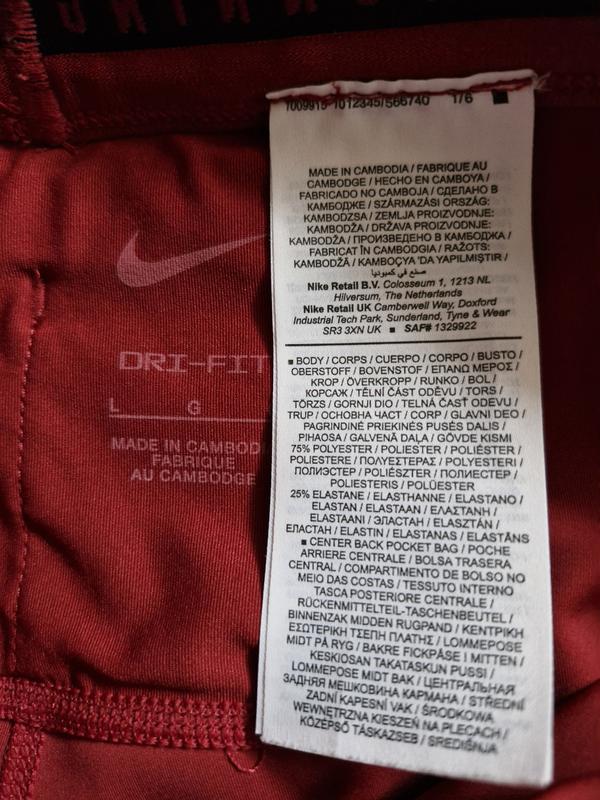 DRI-FIT
L G
MADE IN CAMBOD
FABRIQUE
AU CAMBODGE
1009915 1012345/566740 1/6
MADE IN CAMBODIA / FABRIQUE AU
CAMBODGE / HECHO EN CAMBOYA /
FABRICADO NO CAMBOJA / СДЕЛАНО В
КАМБОДЖЕ / SZÁRMAZÁSI ORSZÁG:
KAMBODZSA / ZEMLJA PROIZVODNJE:
KAMBODŽA / DRŽAVA PROIZVODNJE:
KAMBODŽA / ПРОИЗВЕДЕНО В КАМБОДЖА /
FABRICAT ÎN CAMBODGIA / RAŽOTS:
KAMBODŽĀ / KAMBOÇYA 'DA YAPILMIŞTIR /
صنع في كمبوديا
Nike Retail B.V. Colosseum 1, 1213 NL
Hilversum, The Netherlands
Nike Retail UK Camberwell Way, Doxford
Industrial Tech Park, Sunderland, Tyne & Wear
SR3 3XN UK ■ SAF# 1329922
■ BODY / CORPS / CUERPO / CORPO / BUSTO /
OBERSTOFF / BOVENSTOF / ΕΠΑΝΩ ΜΕΡΟΣ /
KROP / ÖVERKROPP / RUNKO / BOL /
КОРСАЖ / TĚLNÍ ČÁST ODĚVU / TORS /
TÖRZS / GORNJI DIO / TELNÁ ČASŤ ODEVU /
TRUP / ОСНОВНА ЧАСТ / CORP / GLAVNI DEO /
PAGRINDINĖ PRIEKINĖS PUSĖS DALIS /
PIHAOSA / GALVENĀ DAĻA / GÖVDE KISMI
75% POLYESTER / POLIESTER / POLIÉSTER /
POLIESTERE / ΠΟΛΥΕΣΤΕΡΑΣ / POLYESTERI /
ПОЛИЭСТЕР / POLIÉSZTER / ПОЛИЕСТЕР /
POLIESTERIS / POLÜESTER
25% ELASTANE / ELASTHANNE / ELASTANO /
ELASTAN / ELASTAAN / ΕΛΑΣΤΑΝΗ /
ELASTAANI / ЭЛАСТАН / ELASZTÁN /
ЕЛАСТАН / ELASTIN / ELASTANAS / ELASTĀNS
■ CENTER BACK POCKET BAG / POCHE
ARRIERE CENTRALE / BOLSA TRASERA
CENTRAL / COMPARTIMENTO DE BOLSO NO
MEIO DAS COSTAS / TESSUTO INTERNO
TASCA POSTERIORE CENTRALE /
RÜCKENMITTELTEIL-TASCHENBEUTEL /
BINNENZAK MIDDEN RUGPAND / ΚΕΝΤΡΙΚΗ
ΕΣΩΤΕΡΙΚΗ ΤΣΕΠΗ ΠΛΑΤΗΣ / LOMMEPOSE
MIDT PÅ RYG / BAKRE FICKPÅSE I MITTEN /
KESKIOSAN TAKATASKUN PUSSI /
LOMMEPOSE MIDT BAK / ЦЕНТРАЛЬНАЯ
ЗАДНЯЯ МЕШКОВИНА КАРМАНА / STŘEDNÍ
ZADNÍ KAPESNÍ VAK / ŚRODKOWA
WEWNĘTRZNA KIESZEŃ NA PLECACH /
KÖZÉPSŐ TÁSKAZSEB / SREDIŠNJA